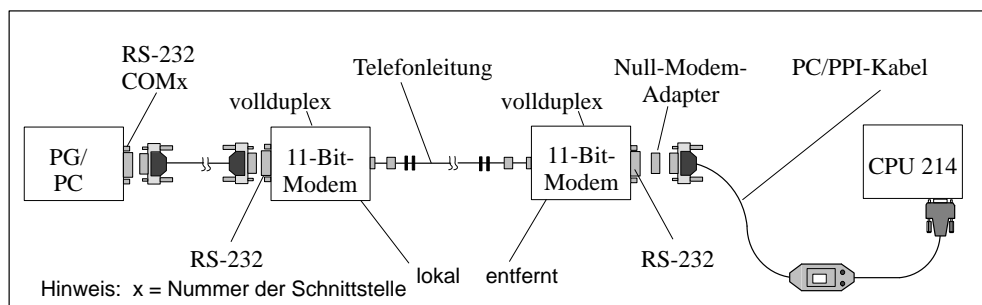 RS-232
COMx
Telefonleitung
Null-Modem-
Adapter
PC/PPI-Kabel
vollduplex
vollduplex
PG/
PC
11-Bit-
Modem
11-Bit-
Modem
CPU 214
RS-232
lokal
entfernt
RS-232
Hinweis: x = Nummer der Schnittstelle